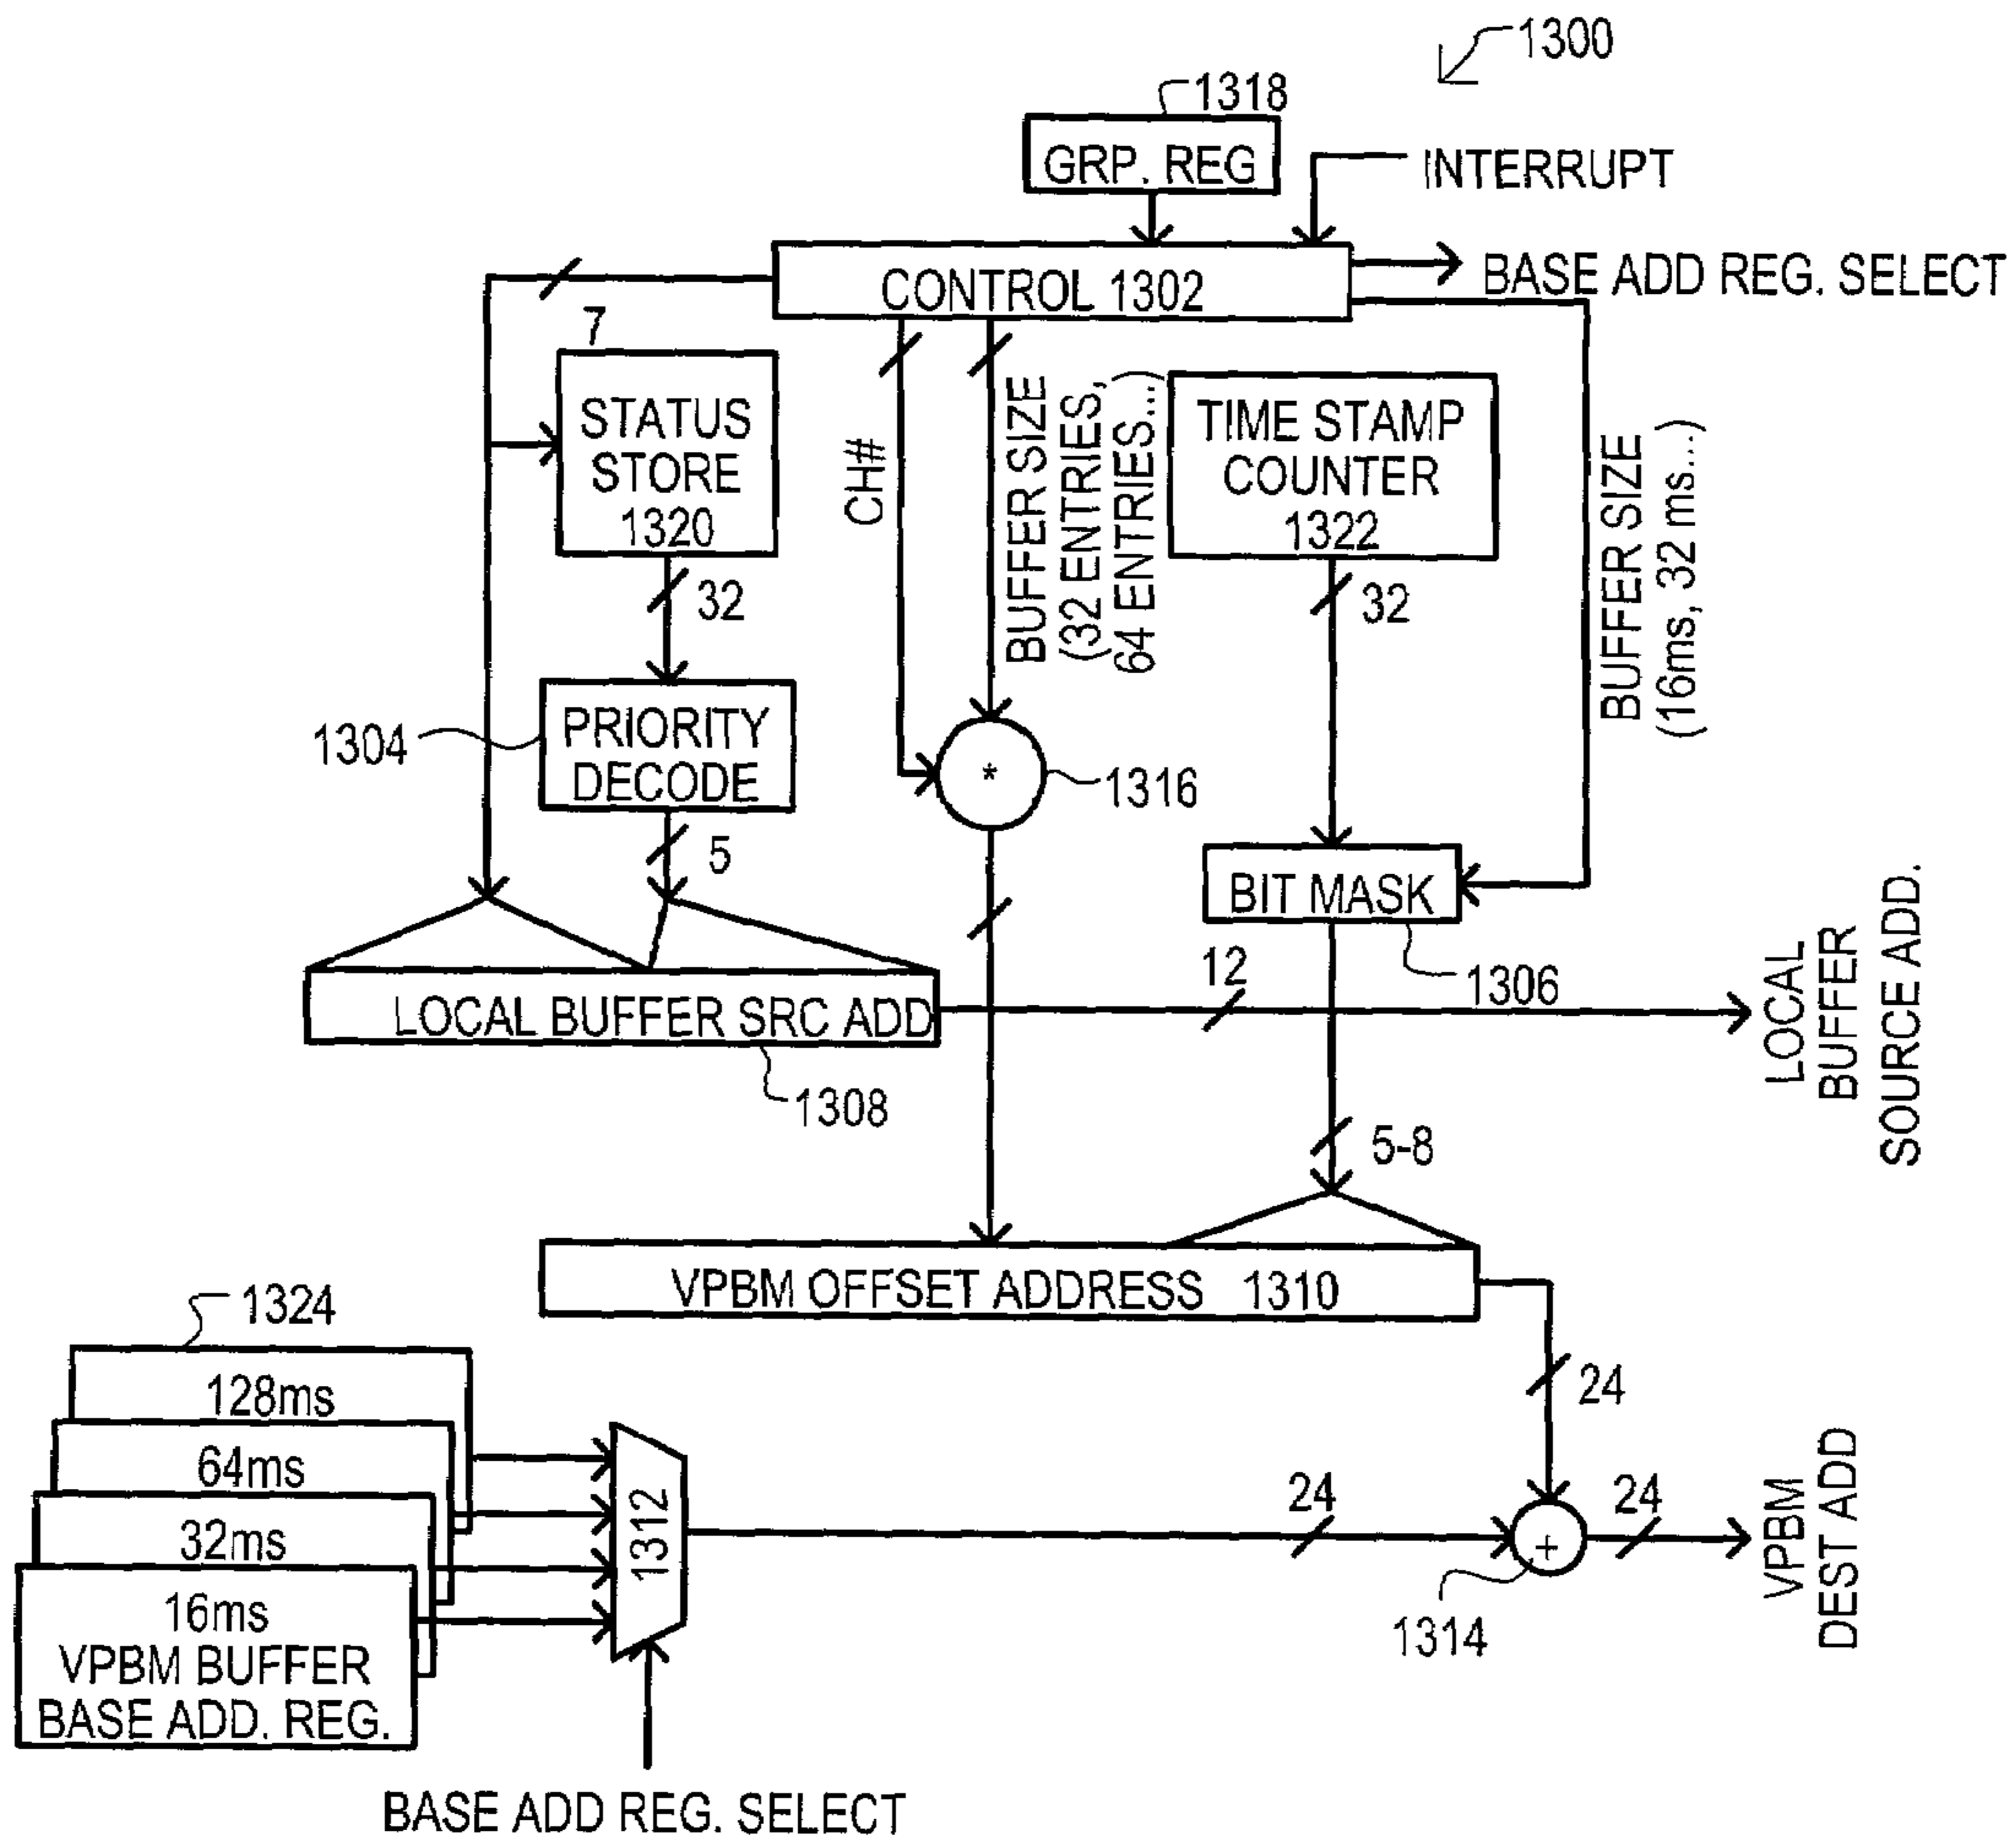 1300
1318
GRP. REG
INTERRUPT
CONTROL 1302
BASE ADD REG. SELECT
7
STATUS
STORE
1320
CH#
BUFFER SIZE
(32 ENTRIES,
64 ENTRIES...)
TIME STAMP
COUNTER
1322
BUFFER SIZE
(16ms, 32 ms...)
32
32
1304
PRIORITY
DECODE
*
1316
5
BIT MASK
1306
12
LOCAL BUFFER SRC ADD
1308
LOCAL
BUFFER
SOURCE ADD.
5-8
VPBM OFFSET ADDRESS 1310
1324
128ms
64ms
32ms
16ms
VPBM BUFFER
BASE ADD. REG.
1312
24
24
+
24
1314
VPBM
DEST ADD
BASE ADD REG. SELECT